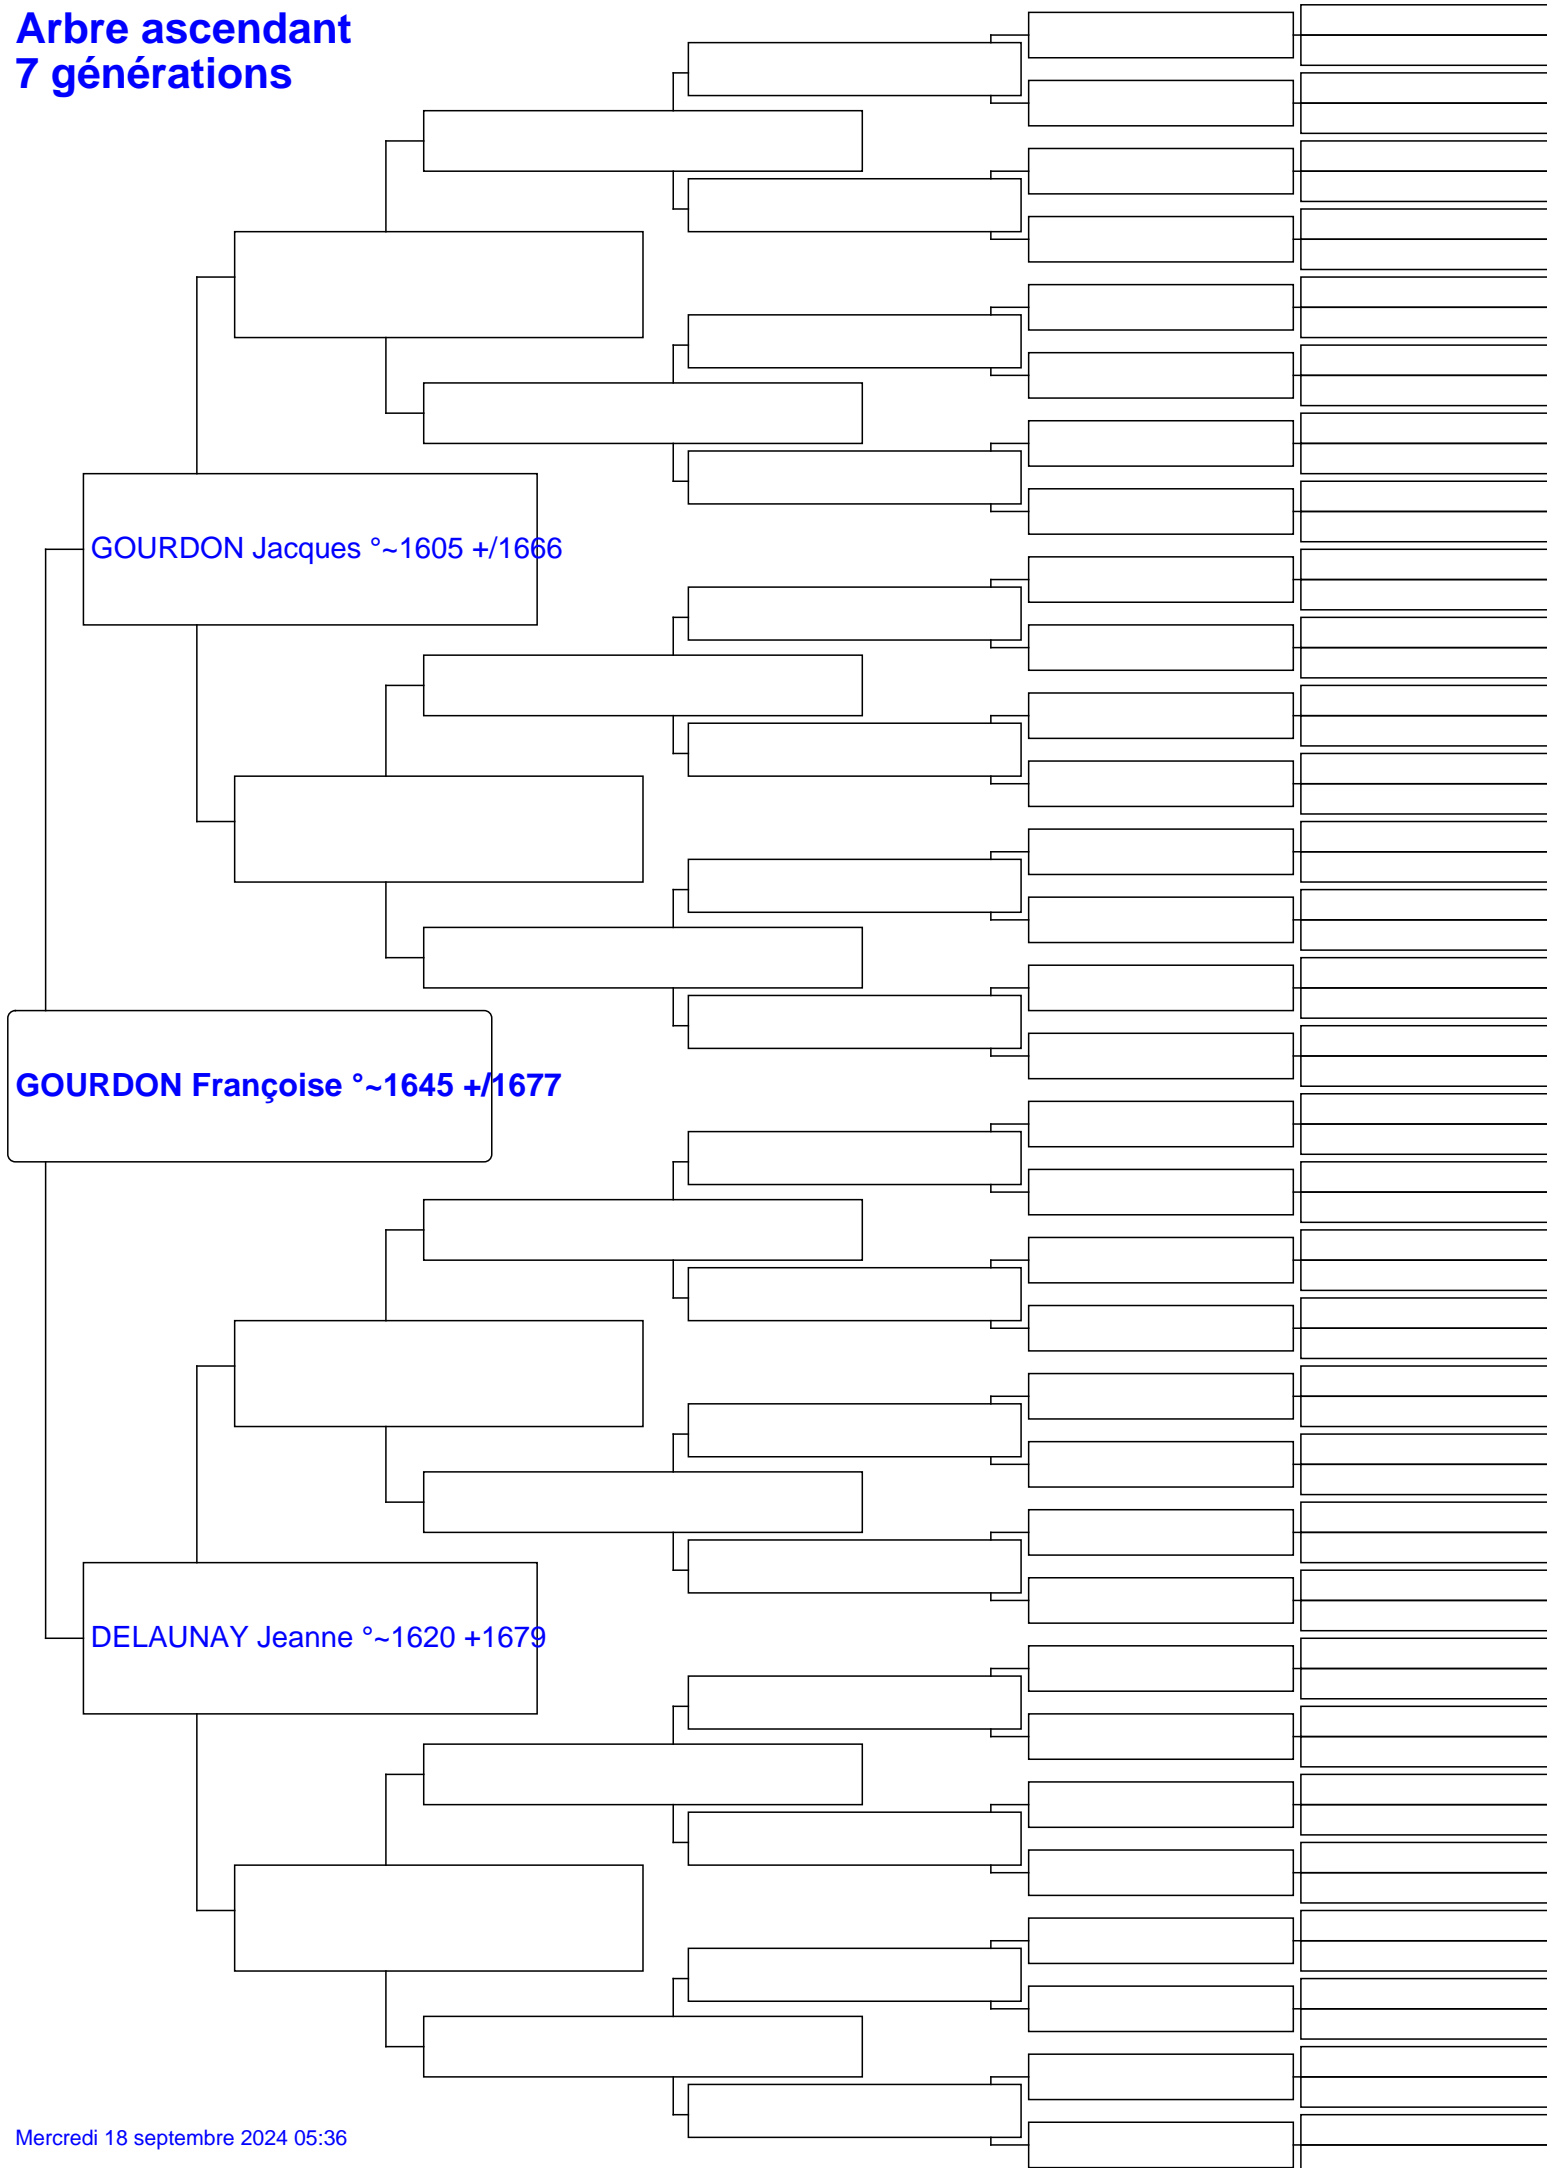 Arbre ascendant
7 générations
GOURDON Jacques °~1605 +/1666
GOURDON Françoise °~1645 +/1677
DELAUNAY Jeanne °~1620 +1679
Mercredi 18 septembre 2024 05:36